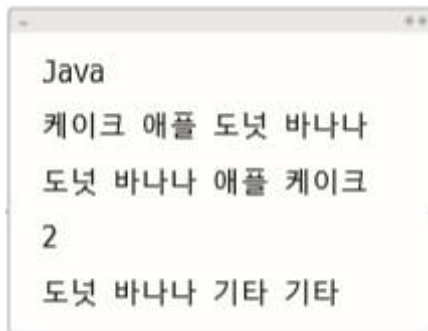 Java
케이크 애플 도넛 바나나
도넛 바나나 애플 케이크
2
도넛 바나나 기타 기타